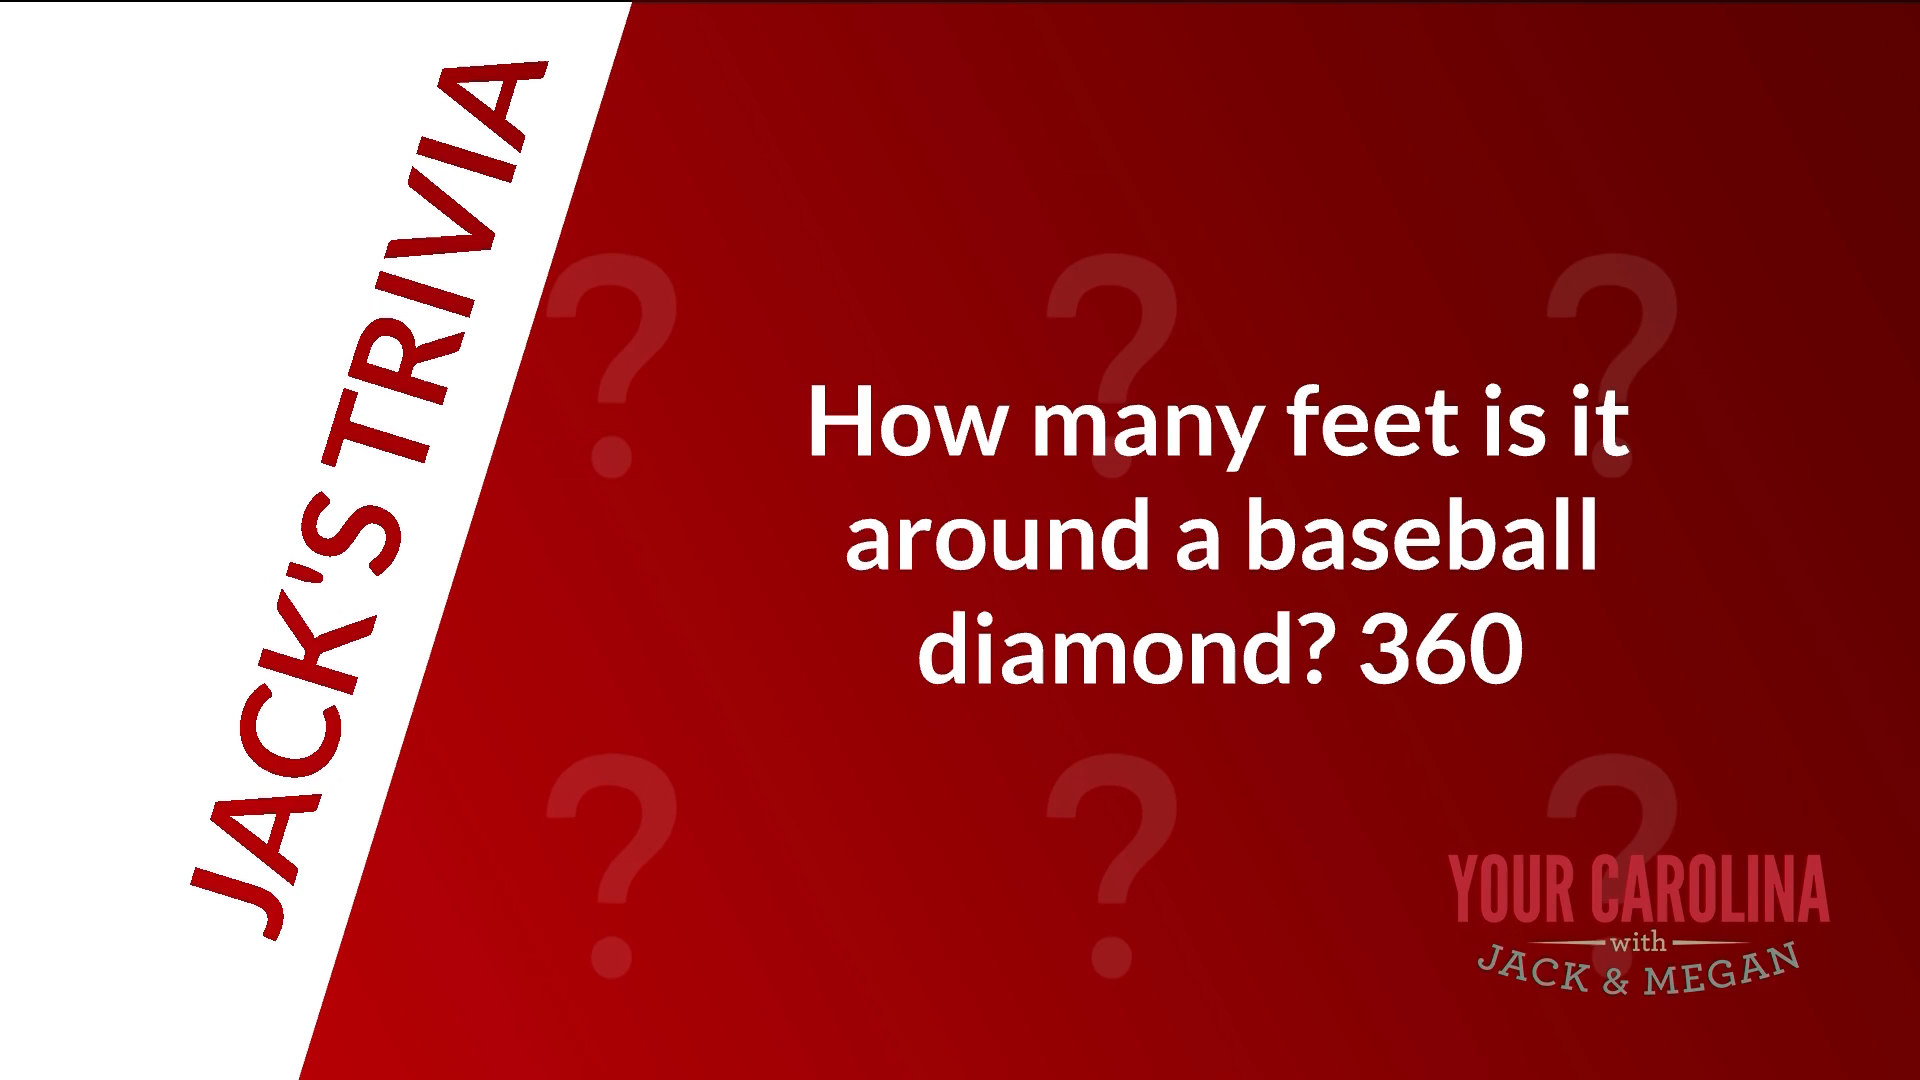 JACK'S TRIVIA
How many feet is it
around a baseball
diamond? 360
YOUR CAROLINA
with
JACK & MEGAN